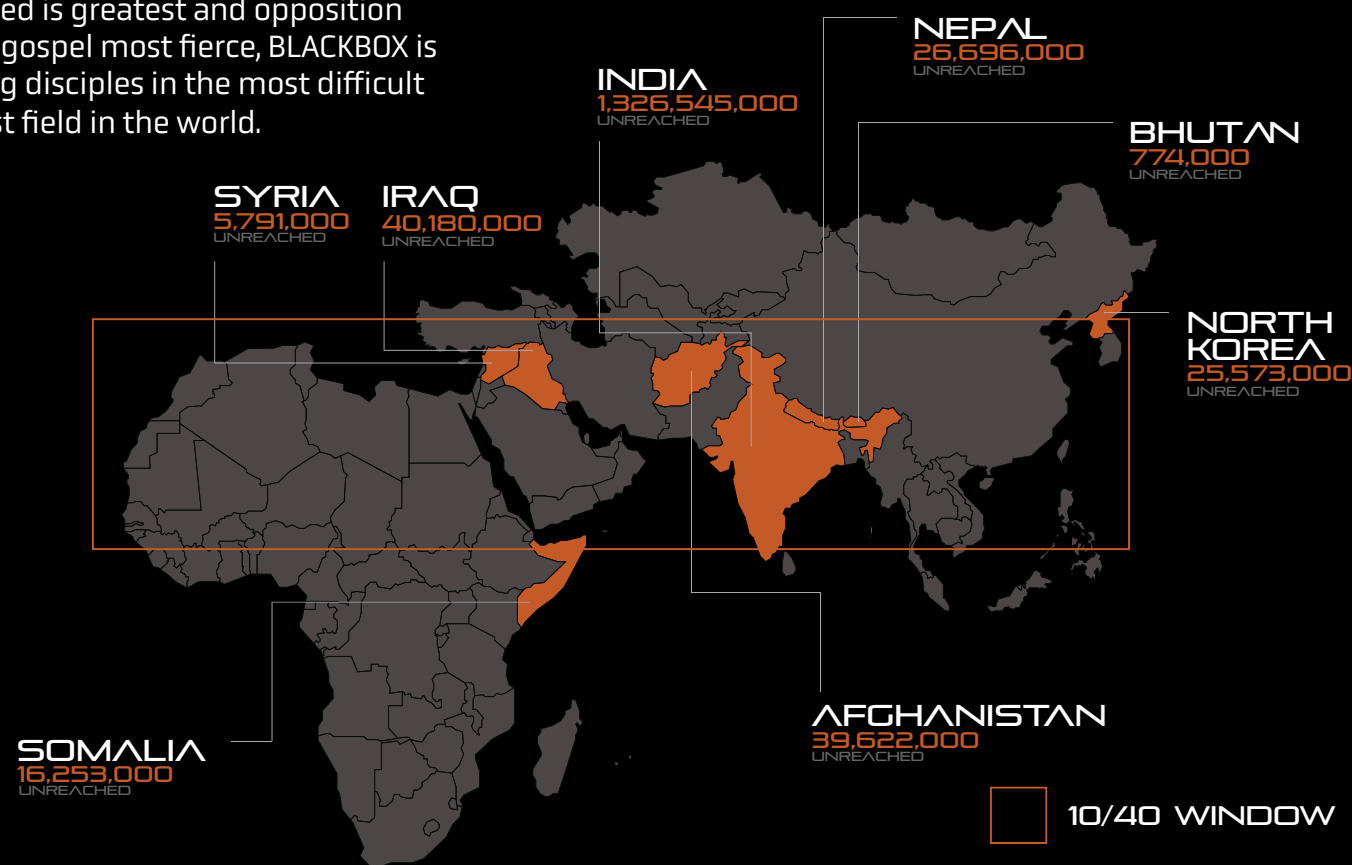 ed is greatest and opposition
gospel most fierce, BLACKBOX is
g disciples in the most difficult
st field in the world.
NEPAL
26,696,000
UNREACHED
INDIA
1,326,545,000
UNREACHED
BHUTAN
774,000
UNREACHED
SYRIA
5,791,000
UNREACHED
IRAQ
40,180,000
UNREACHED
NORTH
KOREA
25,573,000
UNREACHED
AFGHANISTAN
39,622,000
UNREACHED
SOMALIA
16,253,000
UNREACHED
10/40 WINDOW